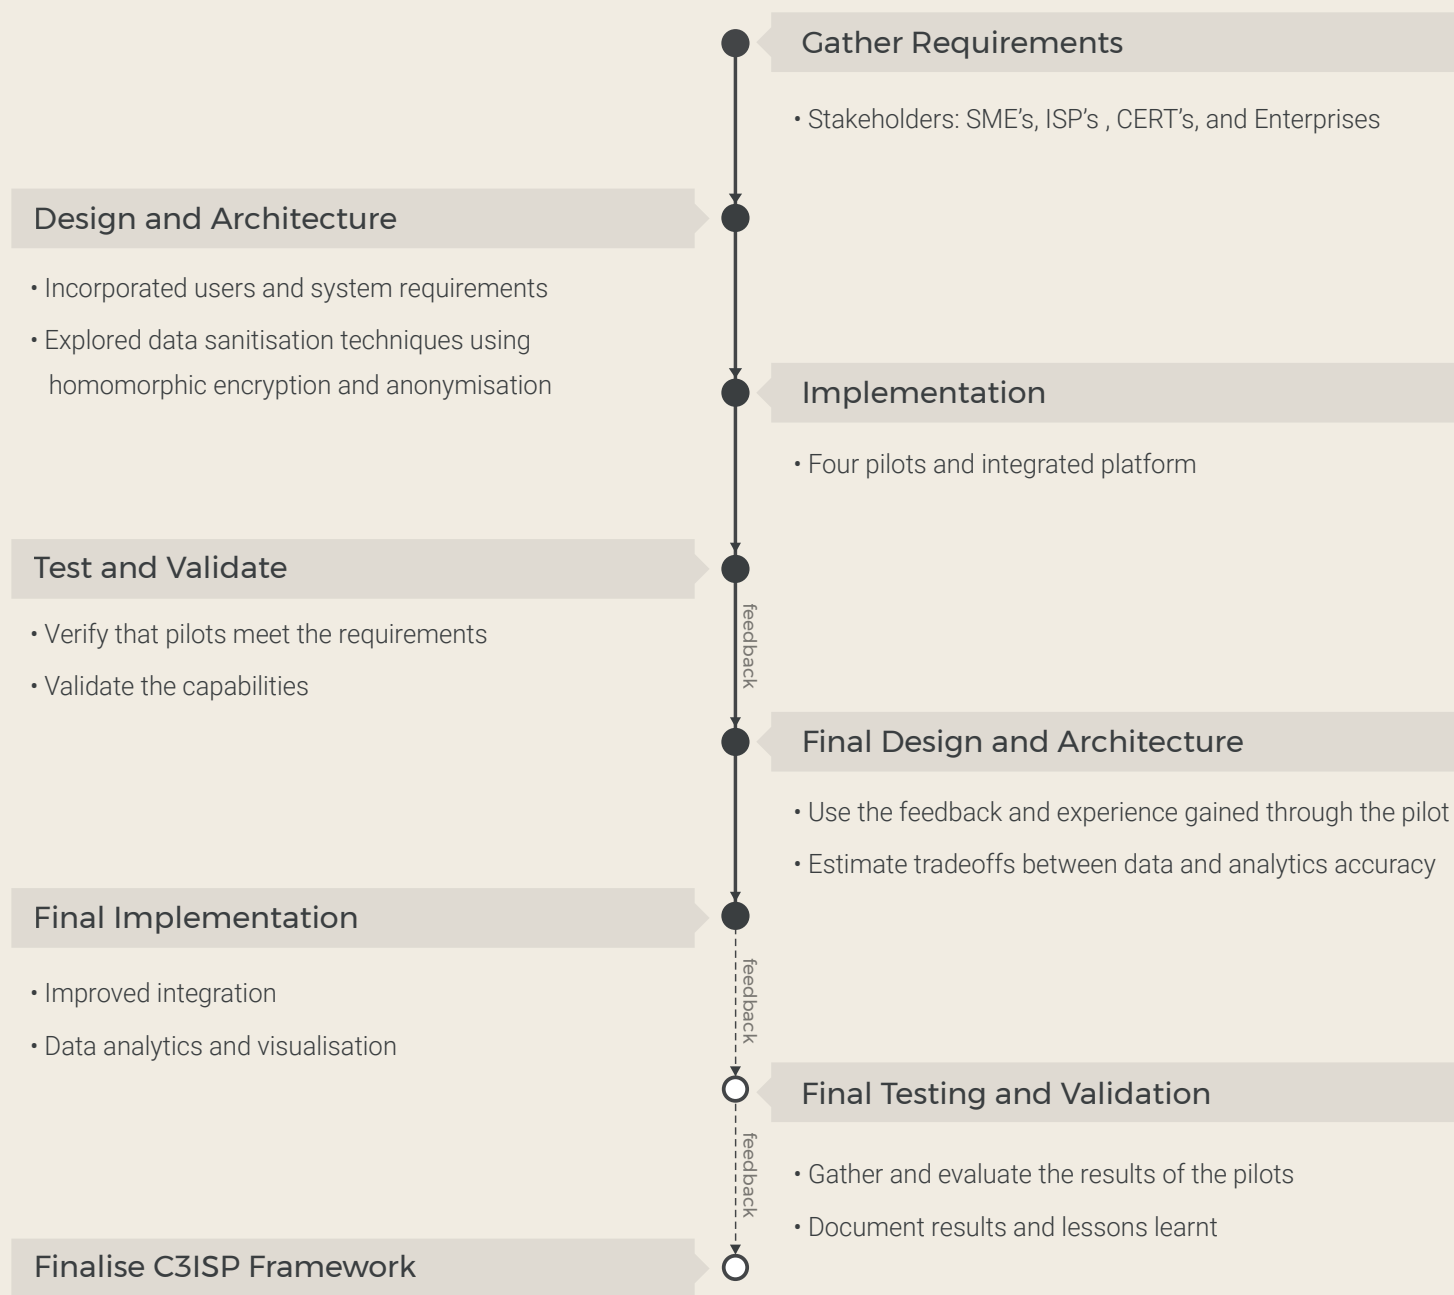 Gather Requirements
• Stakeholders: SME’s, ISP’s , CERT’s, and Enterprises
Design and Architecture
• Incorporated users and system requirements
• Explored data sanitisation techniques using
homomorphic encryption and anonymisation
Implementation
• Four pilots and integrated platform
Test and Validate
• Verify that pilots meet the requirements
• Validate the capabilities
feedback
Final Design and Architecture
• Use the feedback and experience gained through the pilot
• Estimate tradeoffs between data and analytics accuracy
Final Implementation
• Improved integration
• Data analytics and visualisation
feedback
Final Testing and Validation
• Gather and evaluate the results of the pilots
• Document results and lessons learnt
feedback
Finalise C3ISP Framework